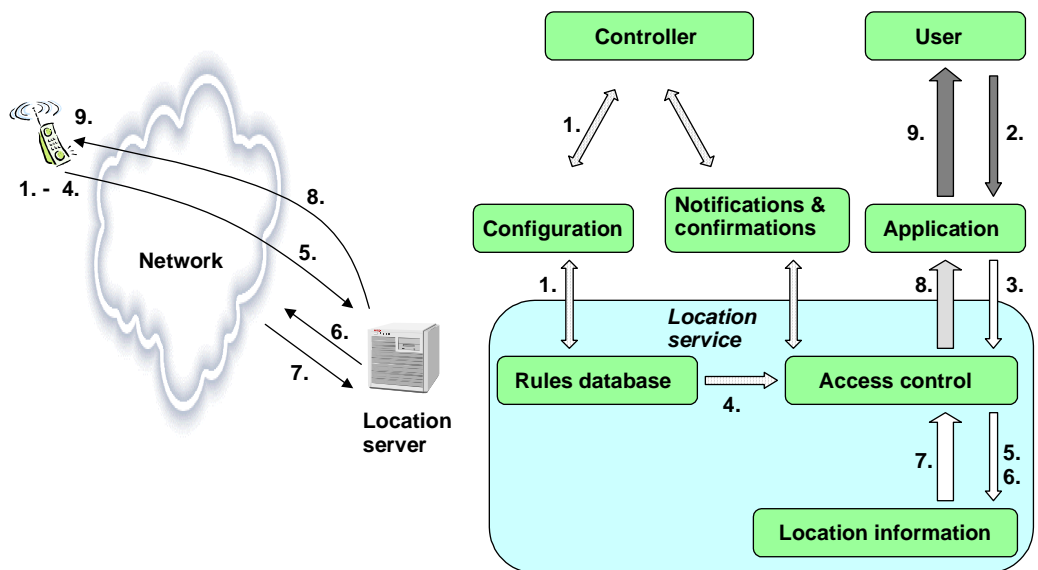 9.
1. - 4.
8.
5.
Network
6.
7.
Location
server
Controller
User
1.
9.
2.
Configuration
Notifications &
confirmations
Application
1.
8.
3.
Location
service
Rules database
4.
Access control
7.
5.
6.
Location information